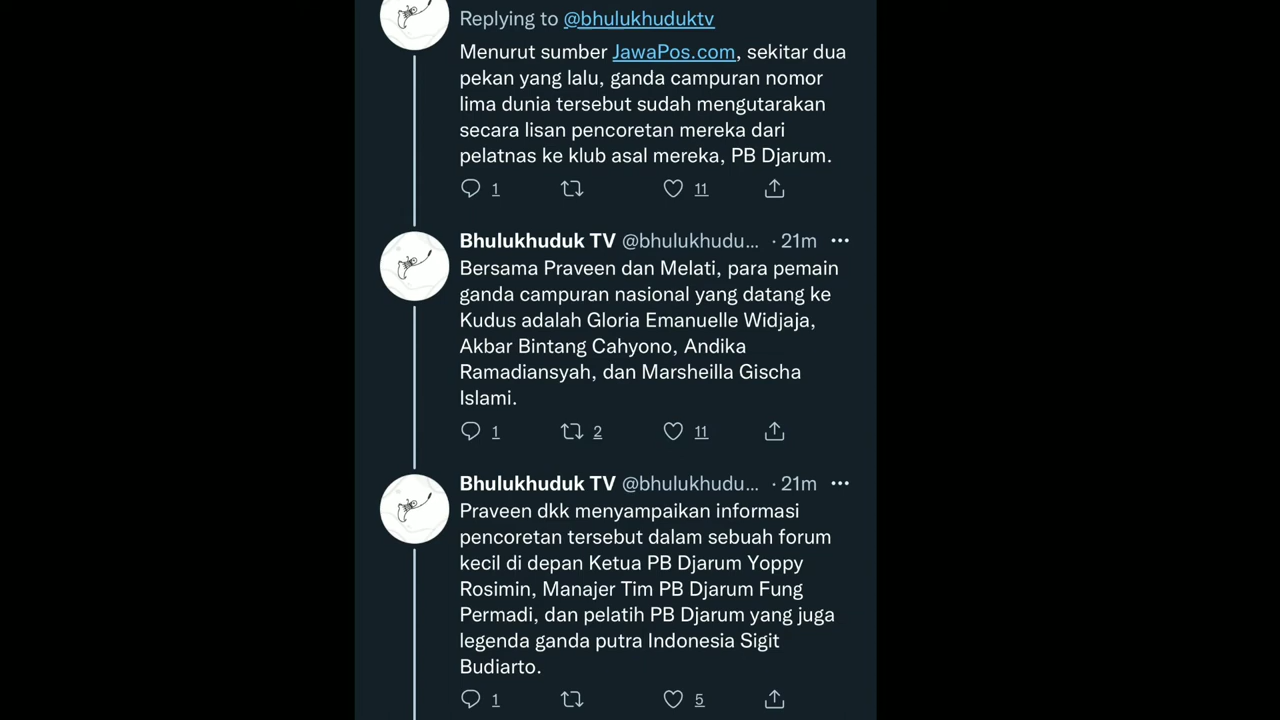 Replying to @bhulukhuduktv
Menurut sumber JawaPos.com, sekitar dua
pekan yang lalu, ganda campuran nomor
lima dunia tersebut sudah mengutarakan
secara lisan pencoretan mereka dari
pelatnas ke klub asal mereka, PB Djarum.
1 11
Bhulukhuduk TV @bhulukhudu... · 21m
Bersama Praveen dan Melati, para pemain
ganda campuran nasional yang datang ke
Kudus adalah Gloria Emanuelle Widjaja,
Akbar Bintang Cahyono, Andika
Ramadiansyah, dan Marsheilla Gischa
Islami.
1 2 11
Bhulukhuduk TV @bhulukhudu... · 21m
Praveen dkk menyampaikan informasi
pencoretan tersebut dalam sebuah forum
kecil di depan Ketua PB Djarum Yoppy
Rosimin, Manajer Tim PB Djarum Fung
Permadi, dan pelatih PB Djarum yang juga
legenda ganda putra Indonesia Sigit
Budiarto.
1 5